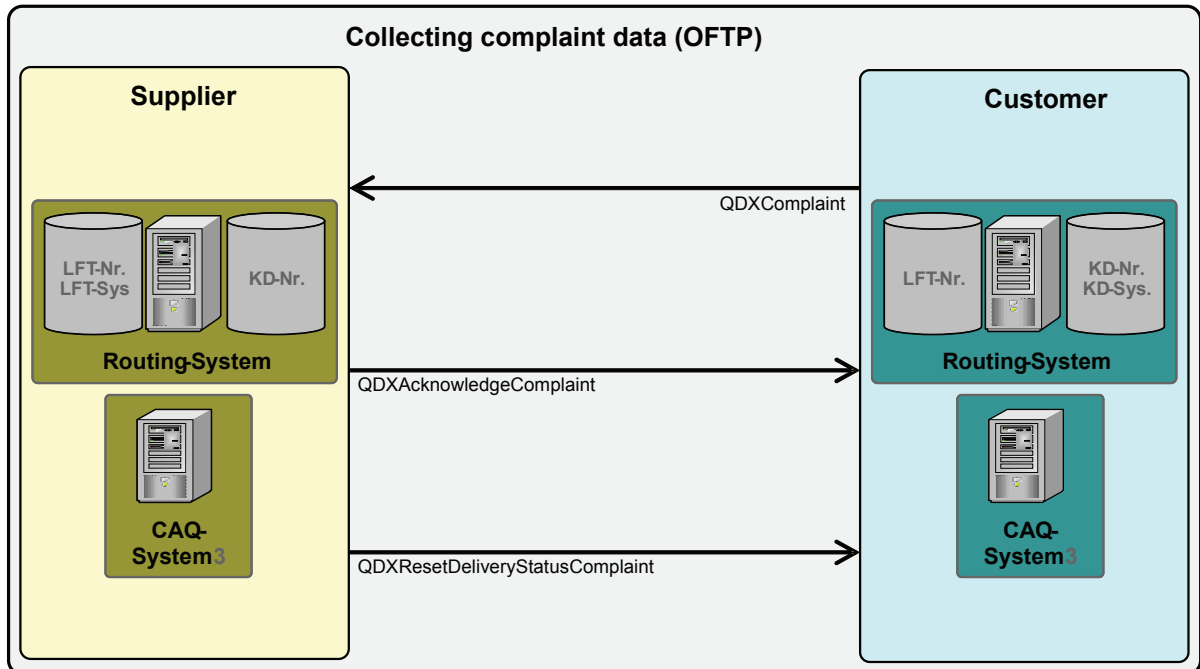 Collecting complaint data (OFTP)
Supplier
Customer
QDXComplaint
LFT-Nr.
LFT-Sys
KD-Nr.
Routing-System
LFT-Nr.
KD-Nr.
KD-Sys.
Routing-System
QDXAcknowledgeComplaint
CAQ-
System3
CAQ-
System3
QDXResetDeliveryStatusComplaint